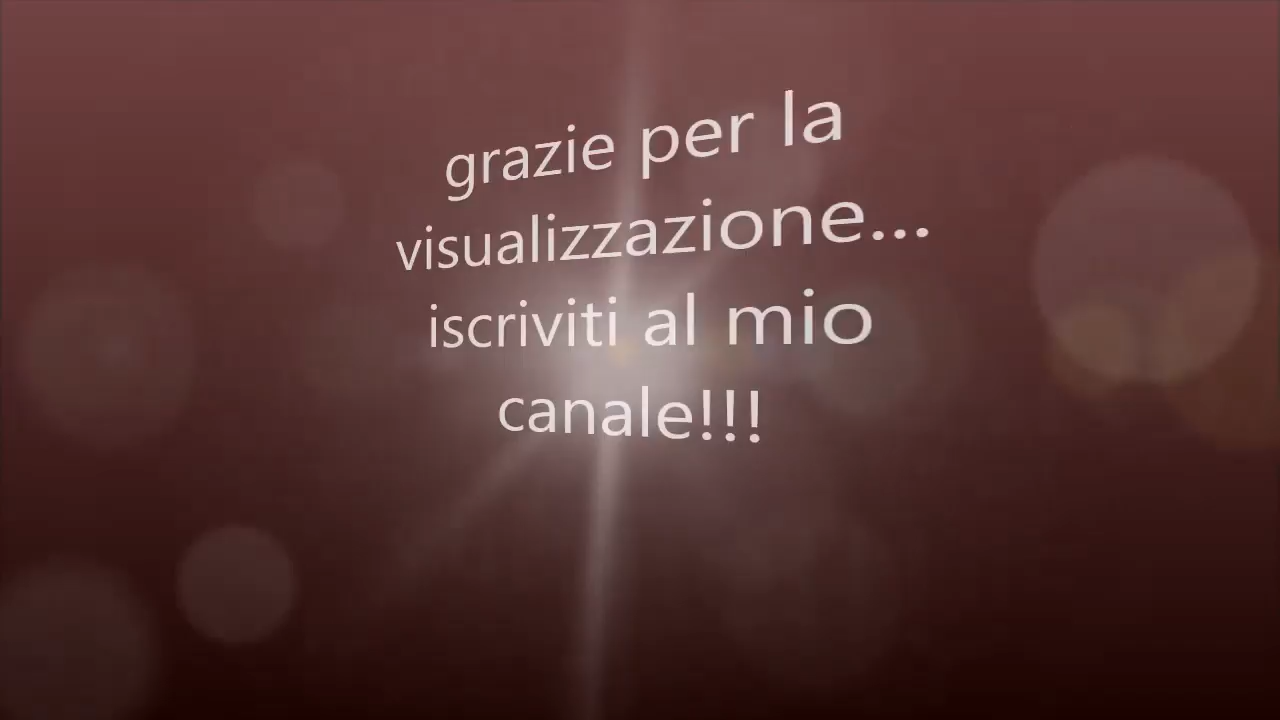 grazie per la
visualizzazione...
iscriviti al mio
canale!!!